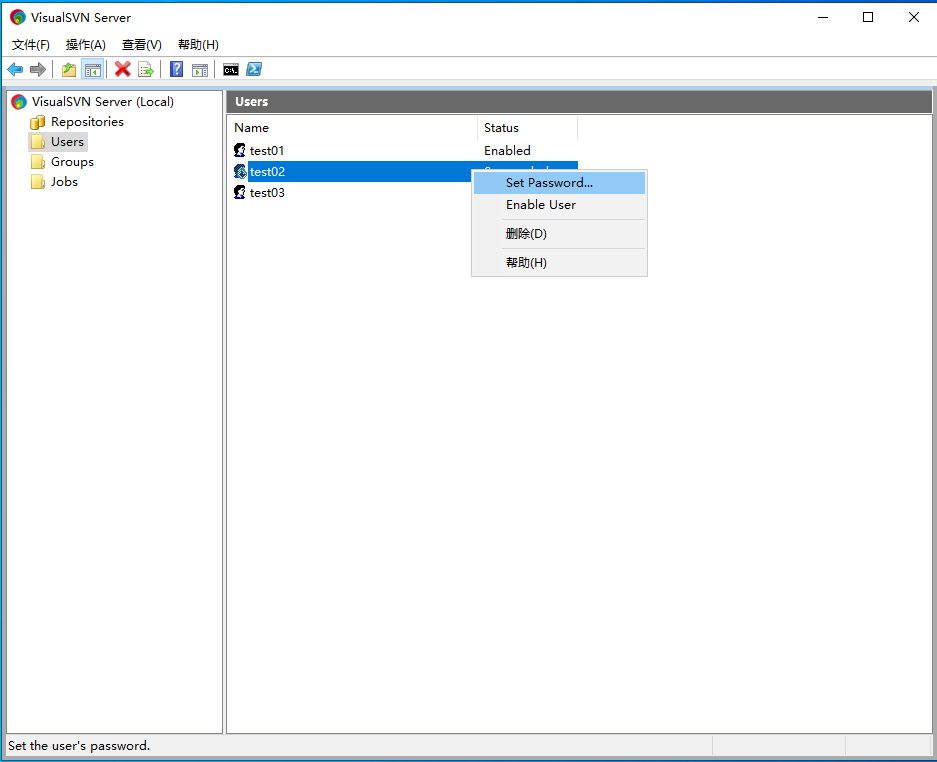 VisualSVN Server
文件(F) 操作(A) 查看(V) 帮助(H)
VisualSVN Server (Local)
Repositories
Users
Groups
Jobs
Users
Name Status
test01 Enabled
test02
test03
Set Password...
Enable User
删除(D)
帮助(H)
Set the user's password.